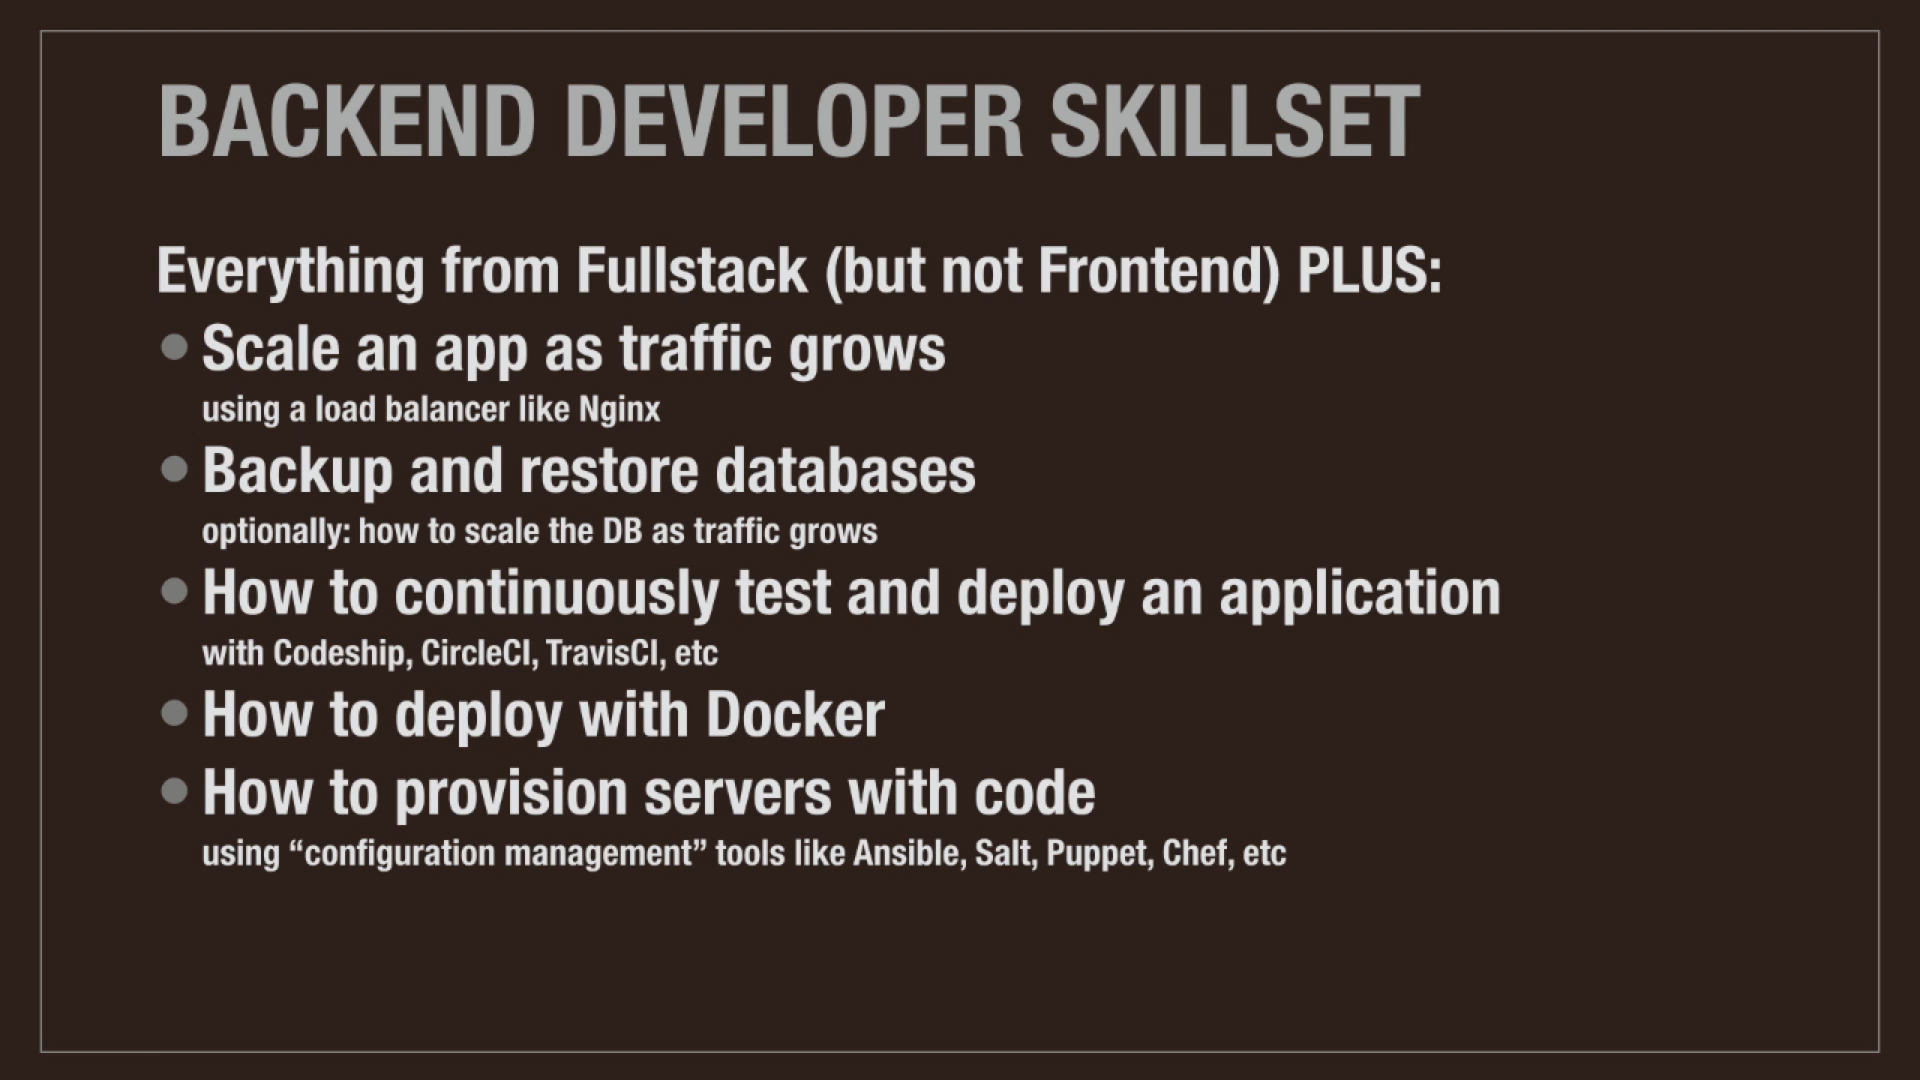 BACKEND DEVELOPER SKILLSET
Everything from Fullstack (but not Frontend) PLUS:
Scale an app as traffic grows
using a load balancer like Nginx
Backup and restore databases
optionally: how to scale the DB as traffic grows
How to continuously test and deploy an application
with Codeship, CircleCI, TravisCI, etc
How to deploy with Docker
How to provision servers with code
using “configuration management” tools like Ansible, Salt, Puppet, Chef, etc